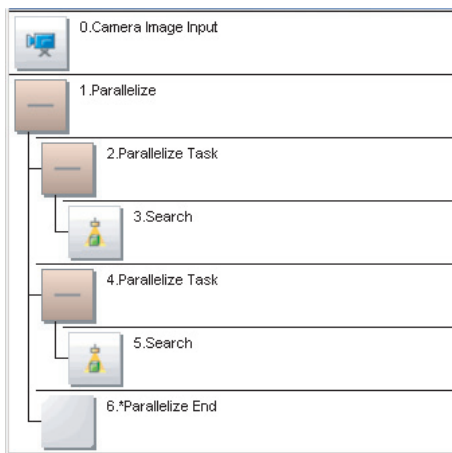 0.Camera Image Input
1.Parallelize
2.Parallelize Task
3.Search
4.Parallelize Task
5.Search
6.*Parallelize End